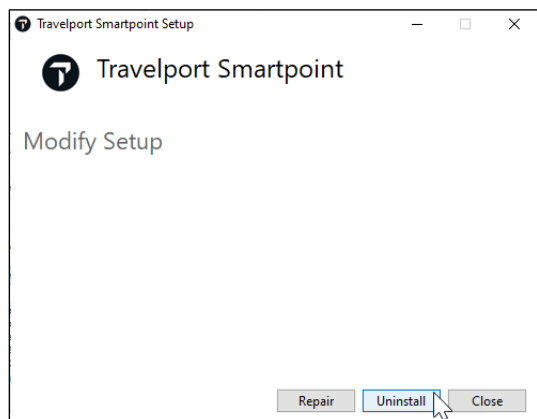 Travelport Smartpoint Setup
Travelport Smartpoint
Modify Setup
Repair Uninstall Close